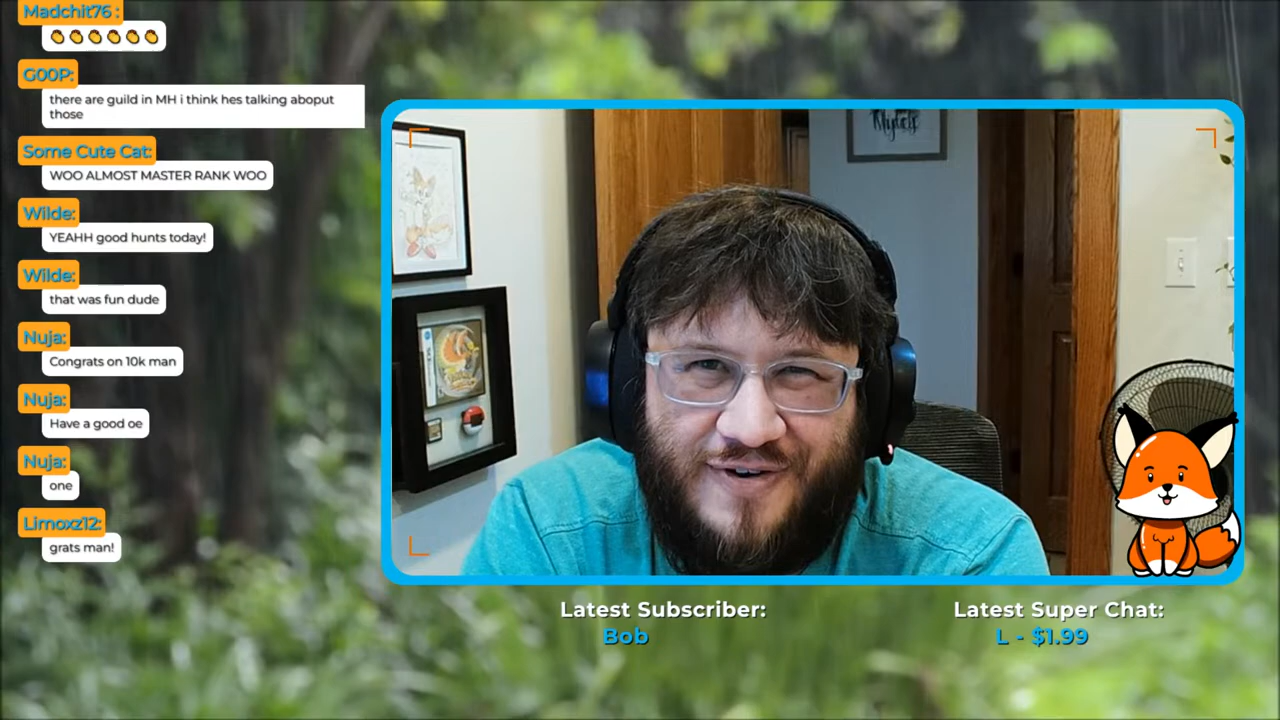 Madchit76 :
👏👏👏👏👏👏
G00P:
there are guild in MH i think hes talking aboput
those
Some Cute Cat:
WOO ALMOST MASTER RANK WOO
Wilde:
YEAHH good hunts today!
Wilde:
that was fun dude
Nuja:
Congrats on 10k man
Nuja:
Have a good oe
Nuja:
one
Limoxz12:
grats man!
Latest Subscriber:
Bob
Latest Super Chat:
L - $1.99